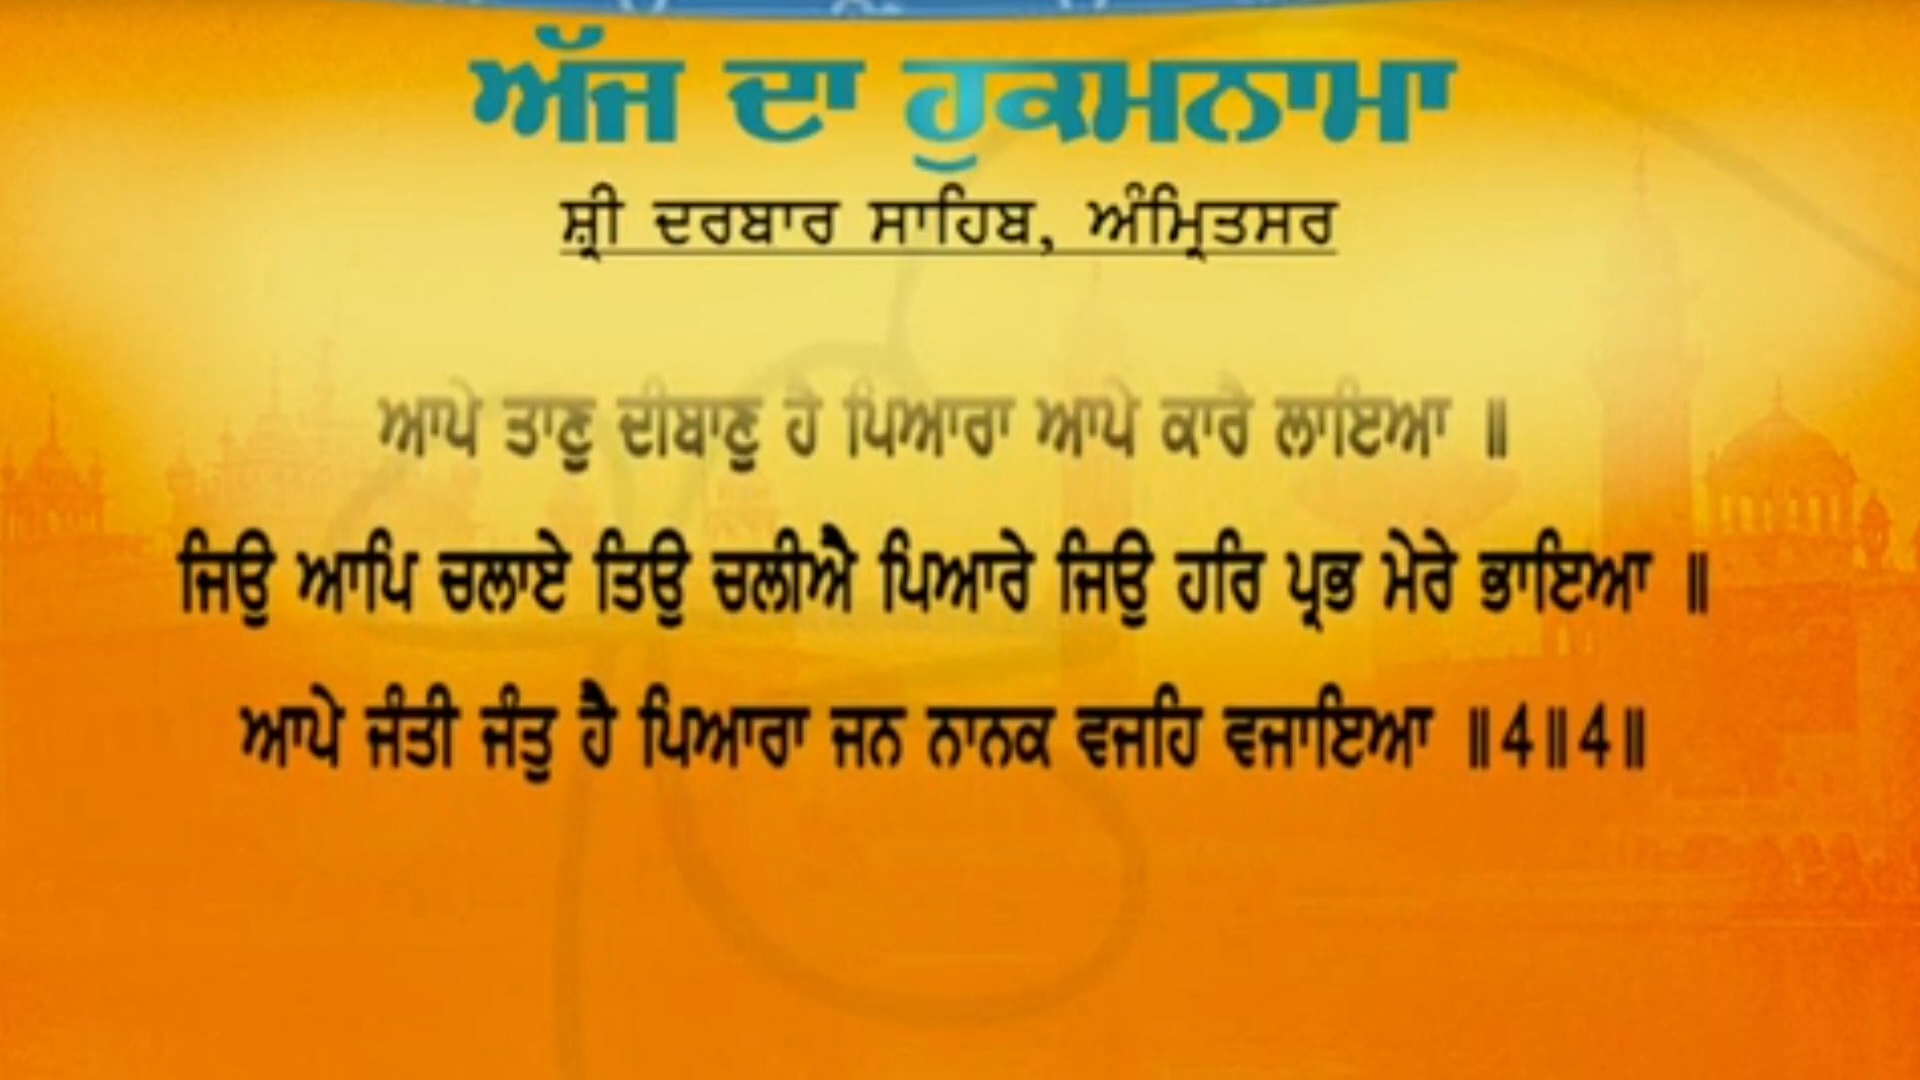 ਅੱਜ ਦਾ ਹੁਕਮਨਾਮਾ
ਸ਼੍ਰੀ ਦਰਬਾਰ ਸਾਹਿਬ, ਅੰਮ੍ਰਿਤਸਰ
ਆਪੇ ਤਾਣੁ ਦੀਬਾਣੁ ਹੈ ਪਿਆਰਾ ਆਪੇ ਕਾਰੈ ਲਾਇਆ ॥
ਜਿਉ ਆਪਿ ਚਲਾਏ ਤਿਉ ਚਲੀਐ ਪਿਆਰੇ ਜਿਉ ਹਰਿ ਪ੍ਰਭ ਮੇਰੇ ਭਾਇਆ ॥
ਆਪੇ ਜੰਤੀ ਜੰਤੁ ਹੈ ਪਿਆਰਾ ਜਨ ਨਾਨਕ ਵਜਹਿ ਵਜਾਇਆ ॥4॥4॥